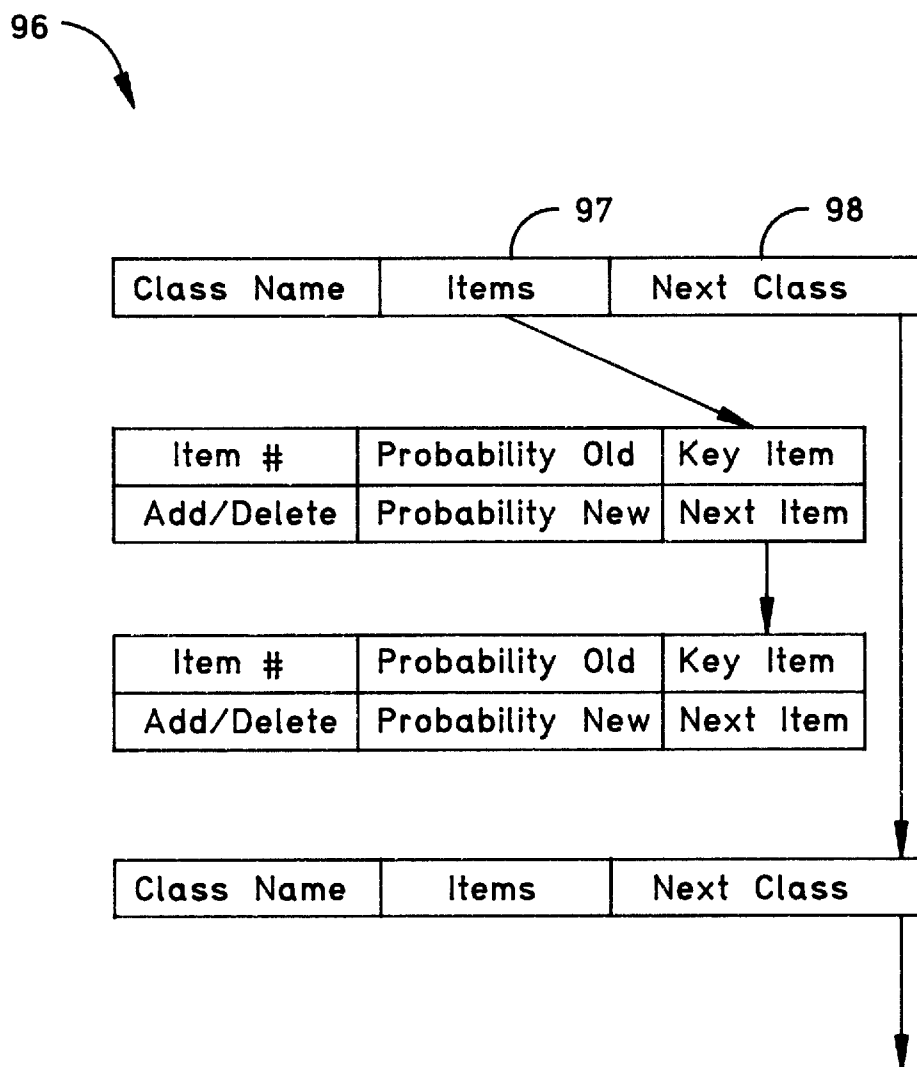 96
97 98
Class Name Items Next Class
Item # Probability Old Key Item
Add/Delete Probability New Next Item
Item # Probability Old Key Item
Add/Delete Probability New Next Item
Class Name Items Next Class